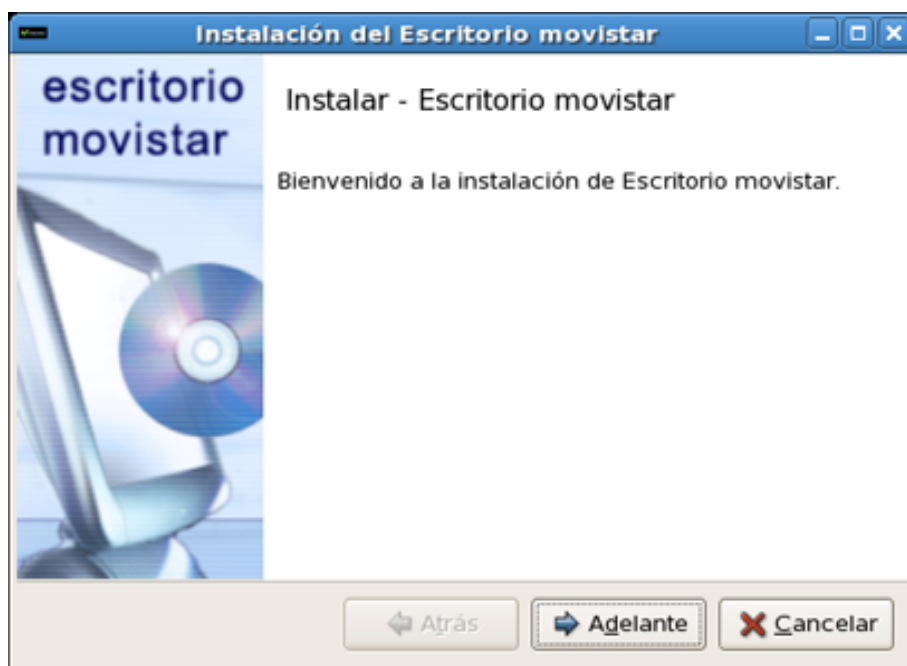 Instalación del Escritorio movistar
escritorio
movistar
Instalar - Escritorio movistar
Bienvenido a la instalación de Escritorio movistar.
Atrás
Adelante
Cancelar